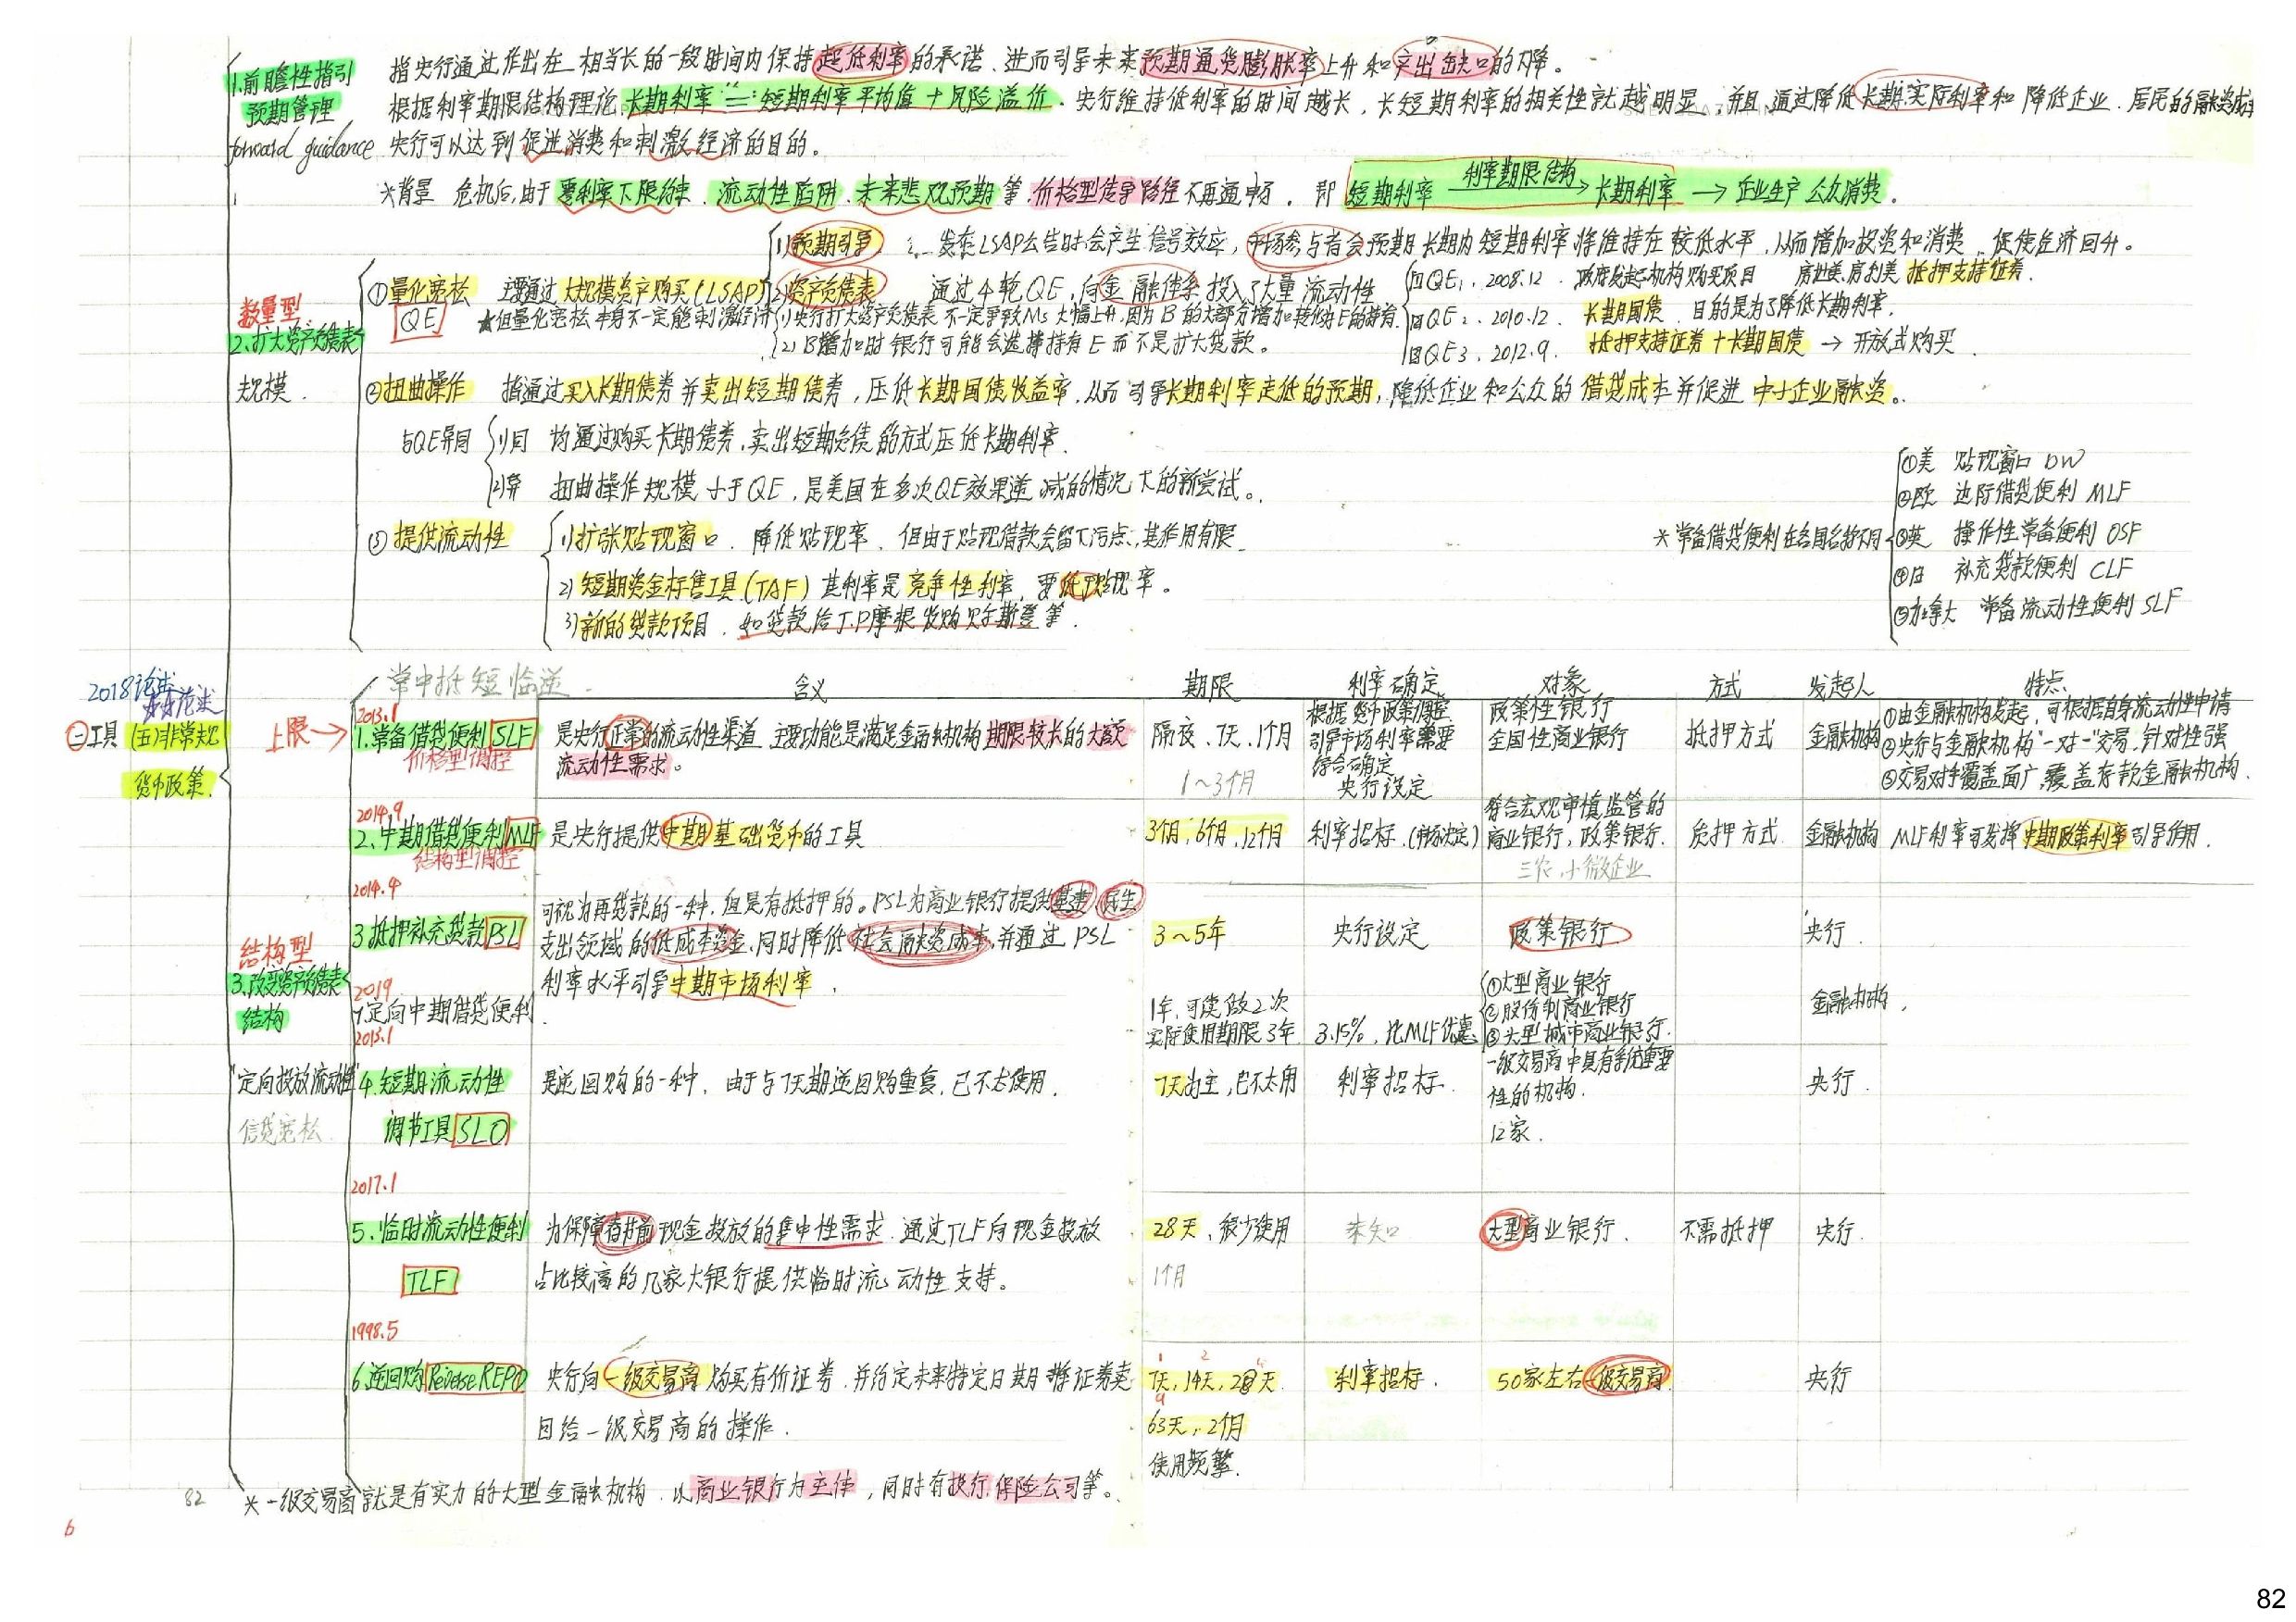 1.前瞻性指引
预期管理
forward guidance
指央行通过作出在相当长的一段时间内保持超低利率的承诺、进而引导未来预期通货膨胀率上升和产出缺口的下降。
根据利率期限结构理论 长期利率 = 短期利率平均值 + 风险溢价. 央行维持低利率的时间越长, 长短期利率的相关性就越明显. 并且通过降低长期实际利率和降低企业、居民的融资成本
央行可以达到促进消费和刺激经济的目的。
*背景 危机后,由于零利率下限约束、流动性陷阱、未来悲观预期等,价格型传导路径不再通畅. 即 短期利率 利率期限结构→ 长期利率 → 企业生产 公众消费.
数量型
2.扩大资产负债表
规模.
①量化宽松 QE
主要通过大规模资产购买(LSAP)
1)预期引导: 发布LSAP公告时会产生信号效应, 市场参与者会预期长期内短期利率将维持在较低水平, 从而增加投资和消费、促使经济回升。
2)资产负债表 通过4轮QE, 向金融体系投入了大量流动性
①QE1, 2008.12. 政府发起机构购买项目 房地美、房利美 抵押支持证券.
②QE2. 2010.12. 长期国债. 目的是为了降低长期利率.
③QE3. 2012.9. 抵押支持证券+长期国债 → 开放式购买.
★但量化宽松本身不一定能刺激经济
(1)央行扩大资产负债表不一定导致Ms大幅上升,因为B的大部分增加转化为E的持有.
(2)B增加时银行可能会选择持有E而不是扩大贷款。
②扭曲操作 指通过买入长期债券并卖出短期债券, 压低长期国债收益率, 从而引导长期利率走低的预期, 降低企业和公众的借贷成本并促进中小企业融资.
与QE异同
1)同 均通过购买长期债券、卖出短期负债的方式压低长期利率.
2)异 扭曲操作规模小于QE, 是美国在多次QE效果递减的情况下的新尝试。
③提供流动性
1)扩张贴现窗口、降低贴现率、但由于贴现借款会留下污点,其作用有限
2)短期资金标售工具(TAF) 其利率是竞争性利率, 要低于贴现率。
3)新的贷款项目. 如贷款给J.P摩根收购贝尔斯登等.
*常备借贷便利在各国名称不同
①美 贴现窗口 DW
②欧 边际借贷便利 MLF
③英 操作性常备便利 OSF
④日 补充贷款便利 CLF
⑤加拿大 常备流动性便利 SLF
2018论述
㊁工具 (五)非常规
货币政策.
上限→
常中抵短临逆.
含义 期限 利率确定 对象 方式 发起人 特点
2013.1
1.常备借贷便利 SLF
价格型调控
是央行正常的流动性渠道 主要功能是满足金融机构期限较长的大额
流动性需求。
隔夜、7天、1个月
1~3个月
根据货币政策调控、
引导市场利率需要
综合确定
央行设定
政策性银行
全国性商业银行
抵押方式
金融机构
①由金融机构发起, 可根据自身流动性申请
②央行与金融机构"一对一"交易, 针对性强
③交易对手覆盖面广,覆盖存款金融机构.
2014.9
2.中期借贷便利 MLF
结构型调控
是央行提供中期基础货币的工具
3个月、6个月、12个月
利率招标.(市场决定)
符合宏观审慎监管的
商业银行, 政策银行.
三农、小微企业
质押方式.
金融机构
MLF利率可发挥中期政策利率引导作用.
结构型
3.改变资产负债表
结构
"定向投放流动性"
信贷宽松
2014.4
3.抵押补充贷款 PSL
可视为再贷款的一种, 但是有抵押的。PSL为商业银行提供基建、民生
支出领域的低成本资金,同时降低社会融资成本,并通过PSL
利率水平引导中期市场利率.
3~5年
央行设定
政策银行
央行.
2019
7.定向中期借贷便利
1年, 可续做2次
实际使用期限3年
3.15%, 比MLF优惠
①大型商业银行
②股份制商业银行
③大型城市商业银行.
金融机构.
2013.1
4.短期流动性
调节工具 SLO
是逆回购的一种, 由于与7天期逆回购重复, 已不太使用.
7天为主, 已不太用
利率招标.
一级交易商中具有系统重要
性的机构.
12家.
央行.
2017.1
5.临时流动性便利
TLF
为保障春节前现金投放的集中性需求. 通过TLF向现金投放
占比较高的几家大银行提供临时流动性支持。
28天, 很少使用
1个月
未知
大型商业银行.
不需抵押
央行.
1998.5
6.逆回购 Reverse REPO
央行向一级交易商购买有价证券, 并约定未来特定日期将证券卖
回给一级交易商的操作.
7天, 14天, 28天
63天, 2个月
使用频繁.
利率招标.
50家左右一级交易商
央行
*一级交易商就是有实力的大型金融机构. 以商业银行为主体, 同时有投行、保险公司等。
82
6
82